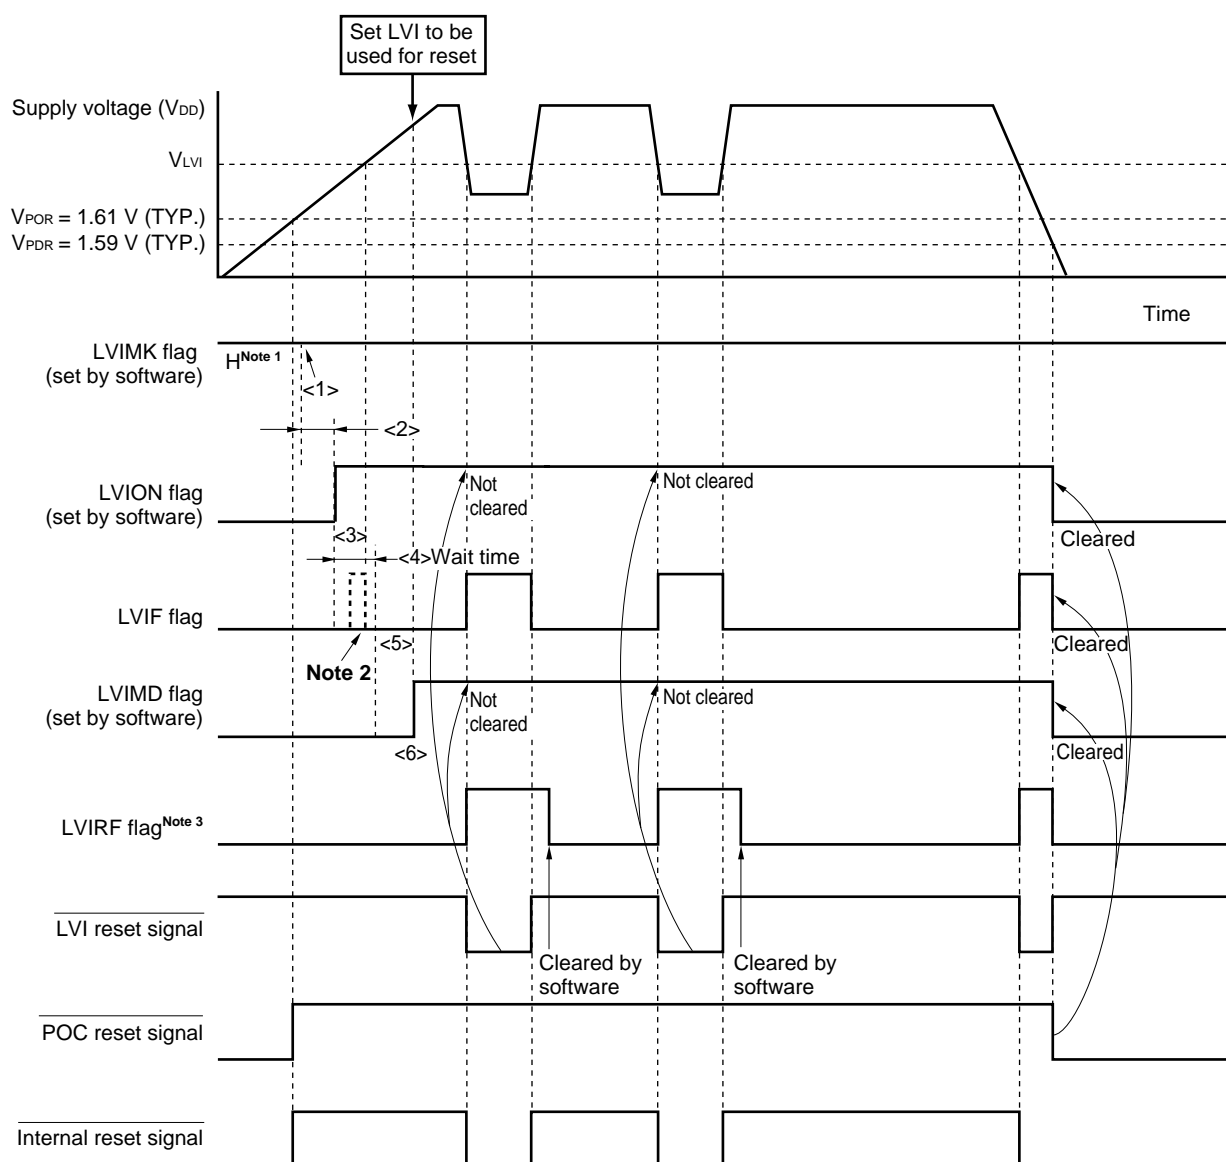 Set LVI to be
used for reset
Supply voltage (VDD)
VLVI
VPOR = 1.61 V (TYP.)
VPDR = 1.59 V (TYP.)
Time
LVIMK flag
(set by software)
H Note 1
<1>
<2>
LVION flag
(set by software)
Not
cleared
Not cleared
Cleared
<3>
<4> Wait time
LVIF flag
Note 2
<5>
Cleared
LVIMD flag
(set by software)
<6>
Not
cleared
Not cleared
Cleared
LVIRF flag Note 3
LVI reset signal
Cleared by
software
Cleared by
software
POC reset signal
Internal reset signal